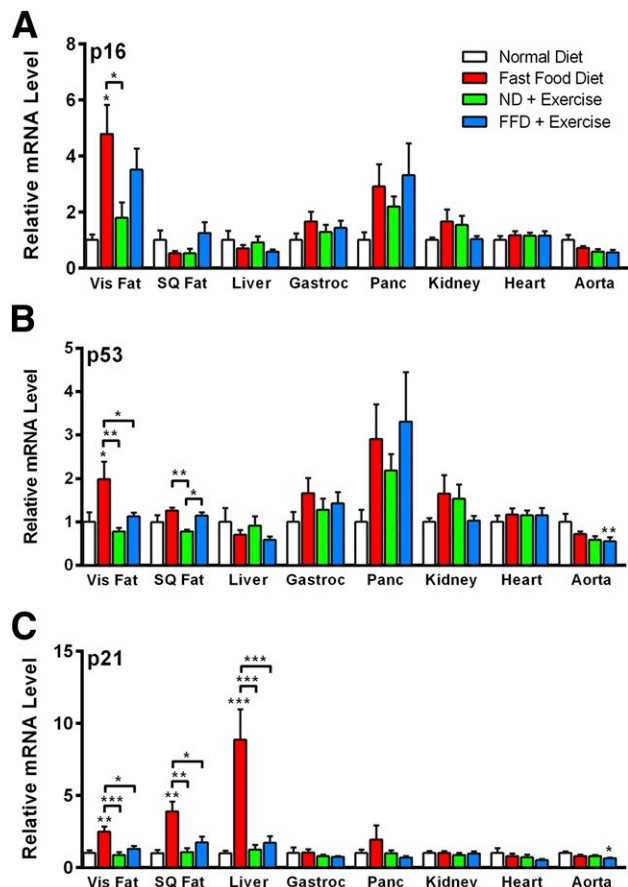 A
p16
Relative mRNA Level
8
6
4
2
0
Normal Diet
Fast Food Diet
ND + Exercise
FFD + Exercise
*
*
Vis Fat SQ Fat Liver Gastroc Panc Kidney Heart Aorta
B
p53
Relative mRNA Level
5
4
3
2
1
0
*
**
*
**
*
**
Vis Fat SQ Fat Liver Gastroc Panc Kidney Heart Aorta
C
p21
Relative mRNA Level
15
10
5
0
***
***
***
*
**
**
*
***
**
*
Vis Fat SQ Fat Liver Gastroc Panc Kidney Heart Aorta